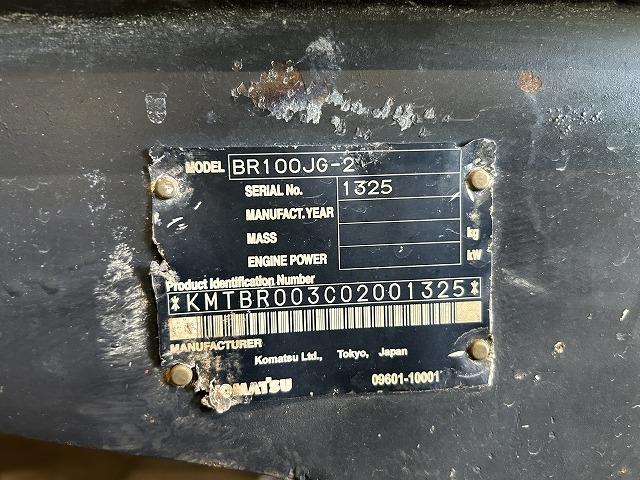 MODEL BR100JG-2
SERIAL No. 1325
MANUFACT.YEAR
MASS kg
ENGINE POWER kW
Product Identification Number
*KMTBR003C02001325*
MANUFACTURER
Komatsu Ltd., Tokyo, Japan
KOMATSU 09601-10001